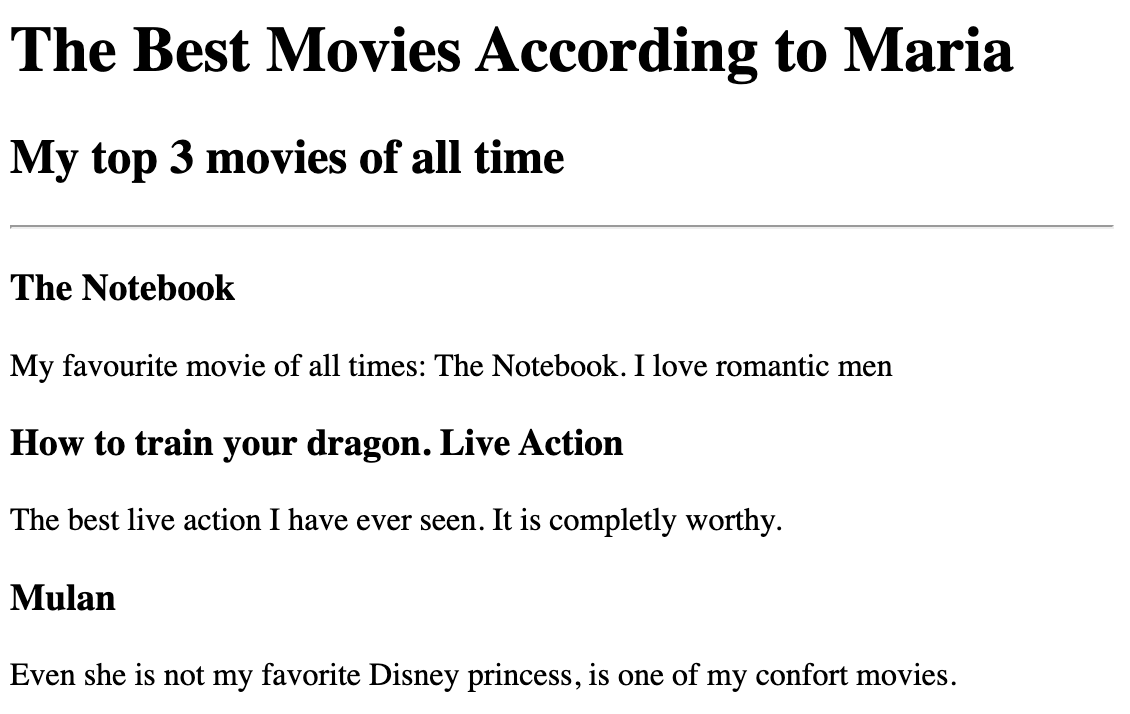 The Best Movies According to Maria
My top 3 movies of all time
The Notebook
My favourite movie of all times: The Notebook. I love romantic men
How to train your dragon. Live Action
The best live action I have ever seen. It is completly worthy.
Mulan
Even she is not my favorite Disney princess, is one of my confort movies.